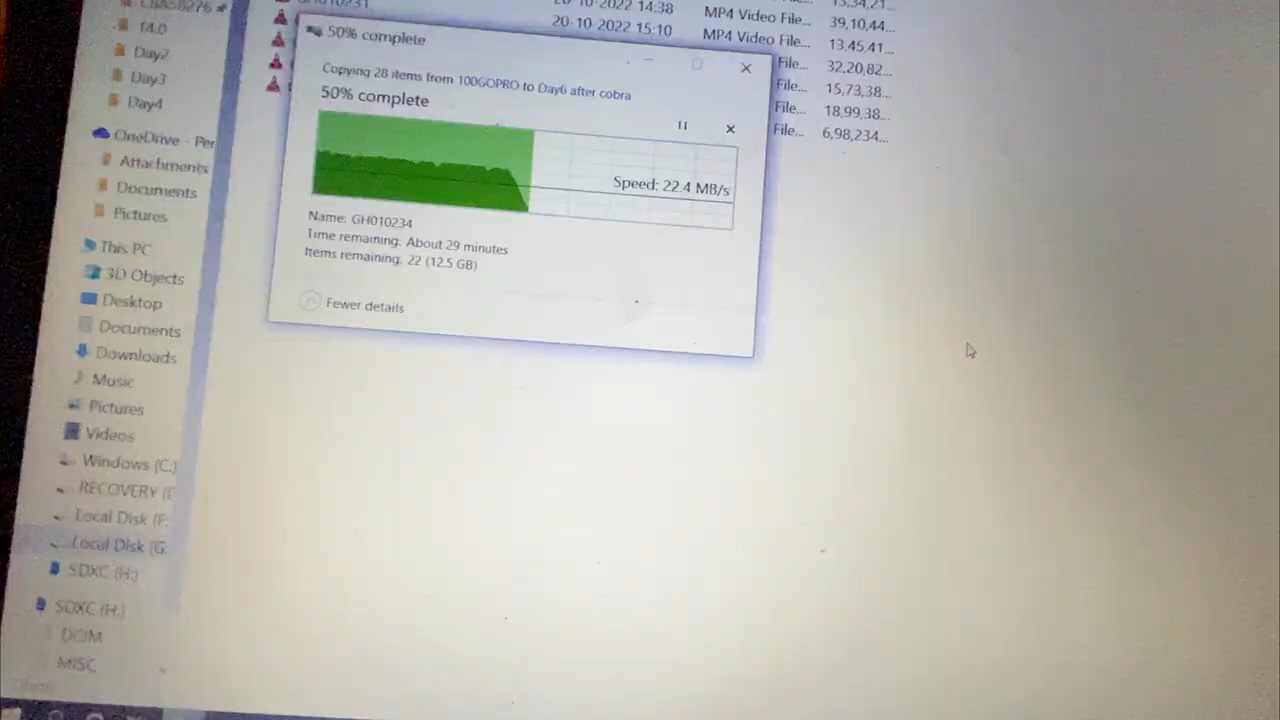 14.0
Day2
Day3
Day4
OneDrive - Per
Attachments
Documents
Pictures
This PC
3D Objects
Desktop
Documents
Downloads
Music
Pictures
Videos
Windows (C:)
RECOVERY (
Local Disk (F:
Local Disk (G:
SDXC (H:)
SDXC (H:)
DCIM
MISC
20-10-2022 14:38
MP4 Video File...
39,10,44...
20-10-2022 15:10
MP4 Video File...
13,45,41...
File...
32,20,82...
File...
15,73,38...
File...
18,99,38...
File...
6,98,234...
50% complete
Copying 28 items from 100GOPRO to Day6 after cobra
50% complete
Speed: 22.4 MB/s
Name: GH010234
Time remaining: About 29 minutes
Items remaining: 22 (12.5 GB)
Fewer details